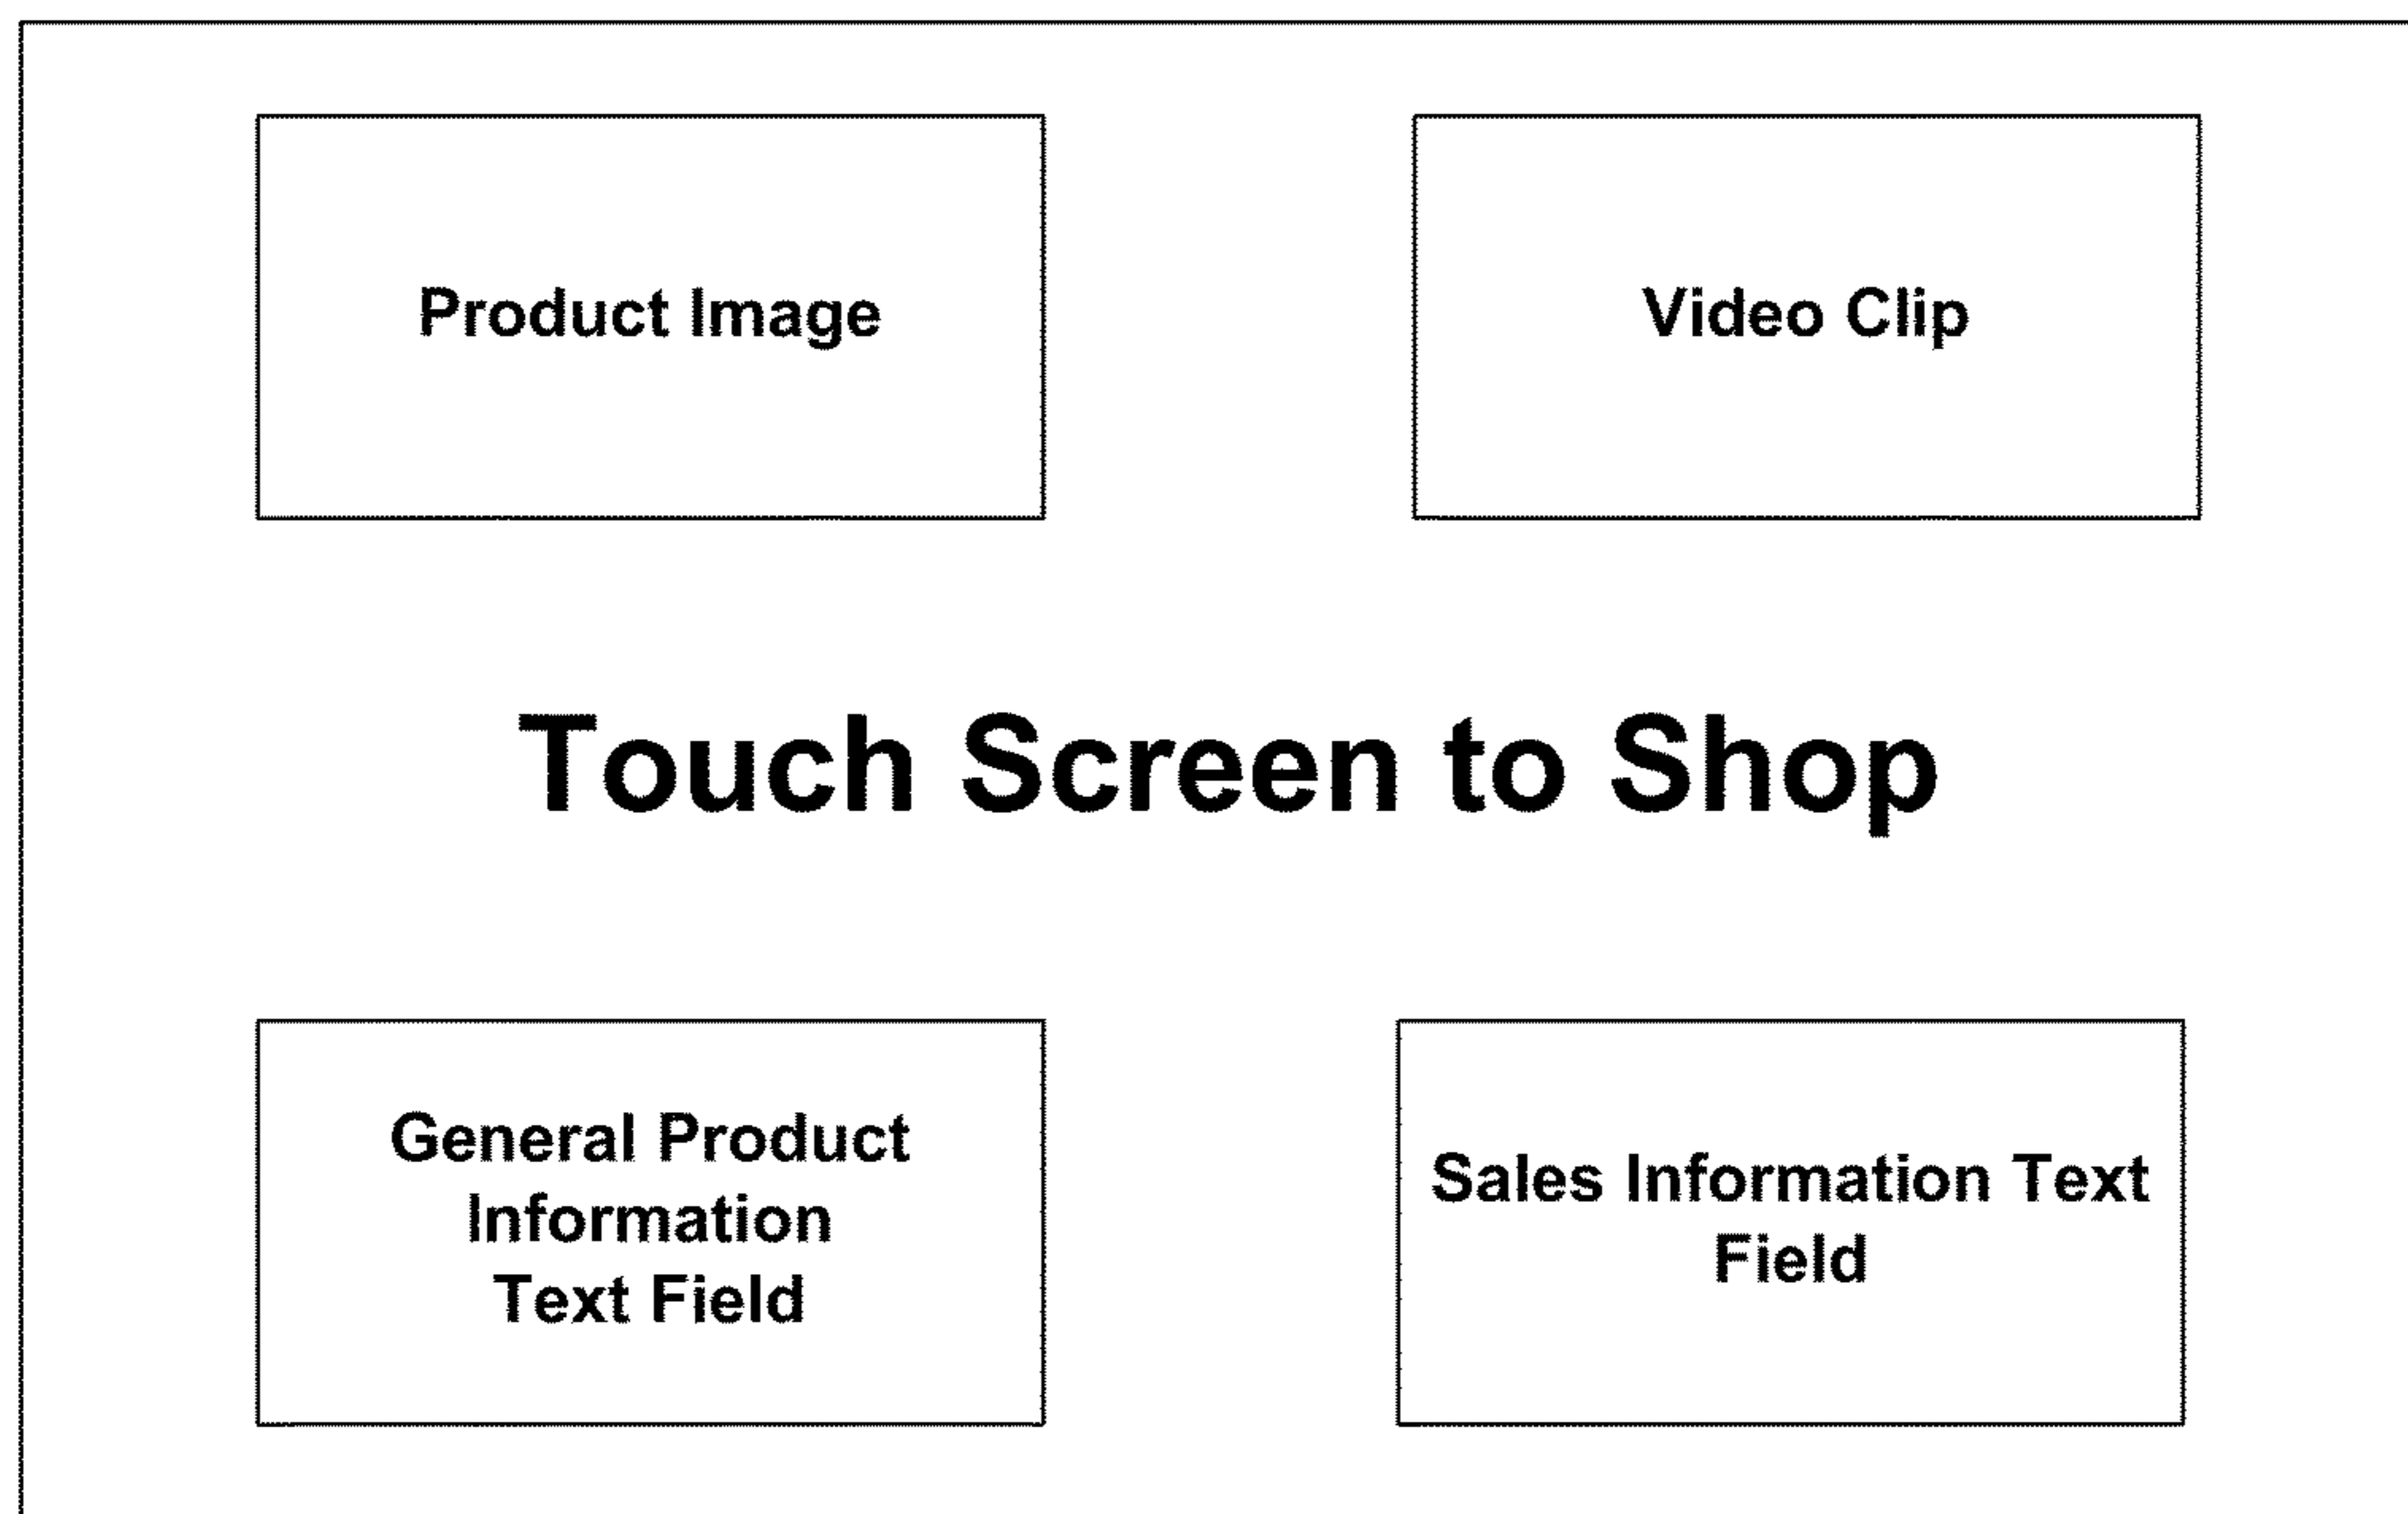 Product Image
Video Clip
Touch Screen to Shop
General Product
Information
Text Field
Sales Information Text
Field